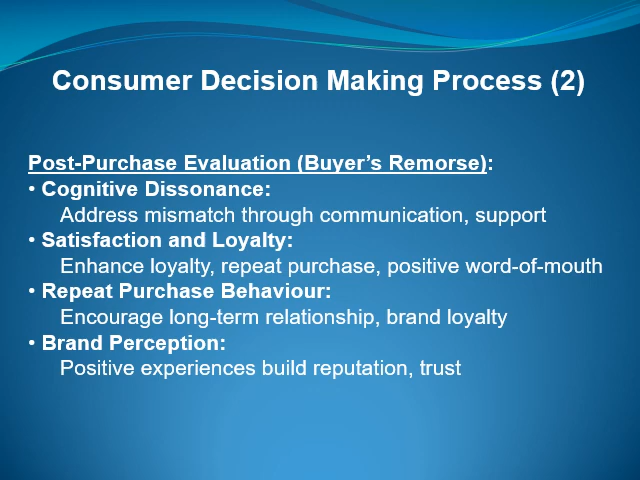 Consumer Decision Making Process (2)
Post-Purchase Evaluation (Buyer’s Remorse):
• Cognitive Dissonance:
Address mismatch through communication, support
• Satisfaction and Loyalty:
Enhance loyalty, repeat purchase, positive word-of-mouth
• Repeat Purchase Behaviour:
Encourage long-term relationship, brand loyalty
• Brand Perception:
Positive experiences build reputation, trust